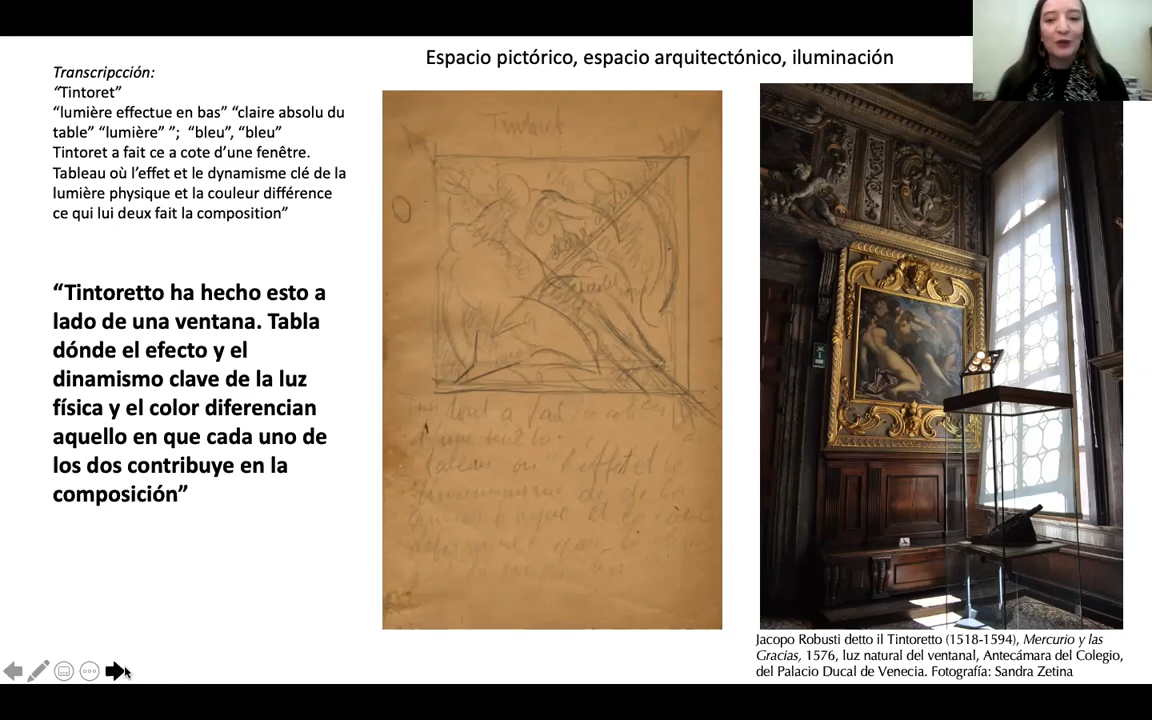 Espacio pictórico, espacio arquitectónico, iluminación
Transcripcción:
“Tintoret”
“lumière effectue en bas” “claire absolu du
table” “lumière” ”; “bleu”, “bleu”
Tintoret a fait ce a cote d’une fenêtre.
Tableau où l’effet et le dynamisme clé de la
lumière physique et la couleur différence
ce qui lui deux fait la composition”
“Tintoretto ha hecho esto a
lado de una ventana. Tabla
dónde el efecto y el
dinamismo clave de la luz
física y el color diferencian
aquello en que cada uno de
los dos contribuye en la
composición”
Tintoret
Jacopo Robusti detto il Tintoretto (1518-1594), Mercurio y las
Gracias, 1576, luz natural del ventanal, Antecámara del Colegio,
del Palacio Ducal de Venecia. Fotografía: Sandra Zetina